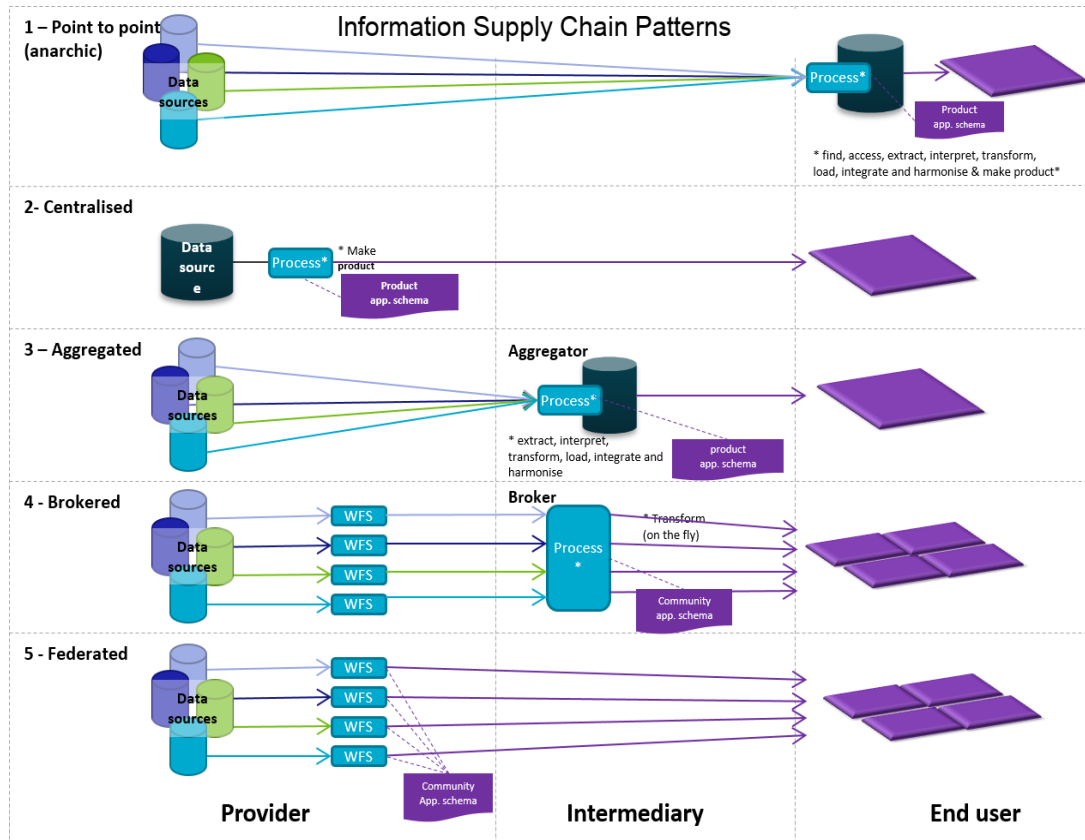 Information Supply Chain Patterns
1 – Point to point
(anarchic)
Data
sources
Process*
Product
app. schema
* find, access, extract, interpret, transform,
load, integrate and harmonise & make product*
2- Centralised
Data
sourc
e
Process*
* Make
product
Product
app. schema
3 – Aggregated
Data
sources
Aggregator
Process*
* extract, interpret,
transform, load, integrate and
harmonise
product
app. schema
4 - Brokered
Data
sources
WFS
WFS
WFS
WFS
Broker
Process
*
* Transform
(on the fly)
Community
app. schema
5 - Federated
Data
sources
WFS
WFS
WFS
WFS
Community
App. schema
Provider
Intermediary
End user